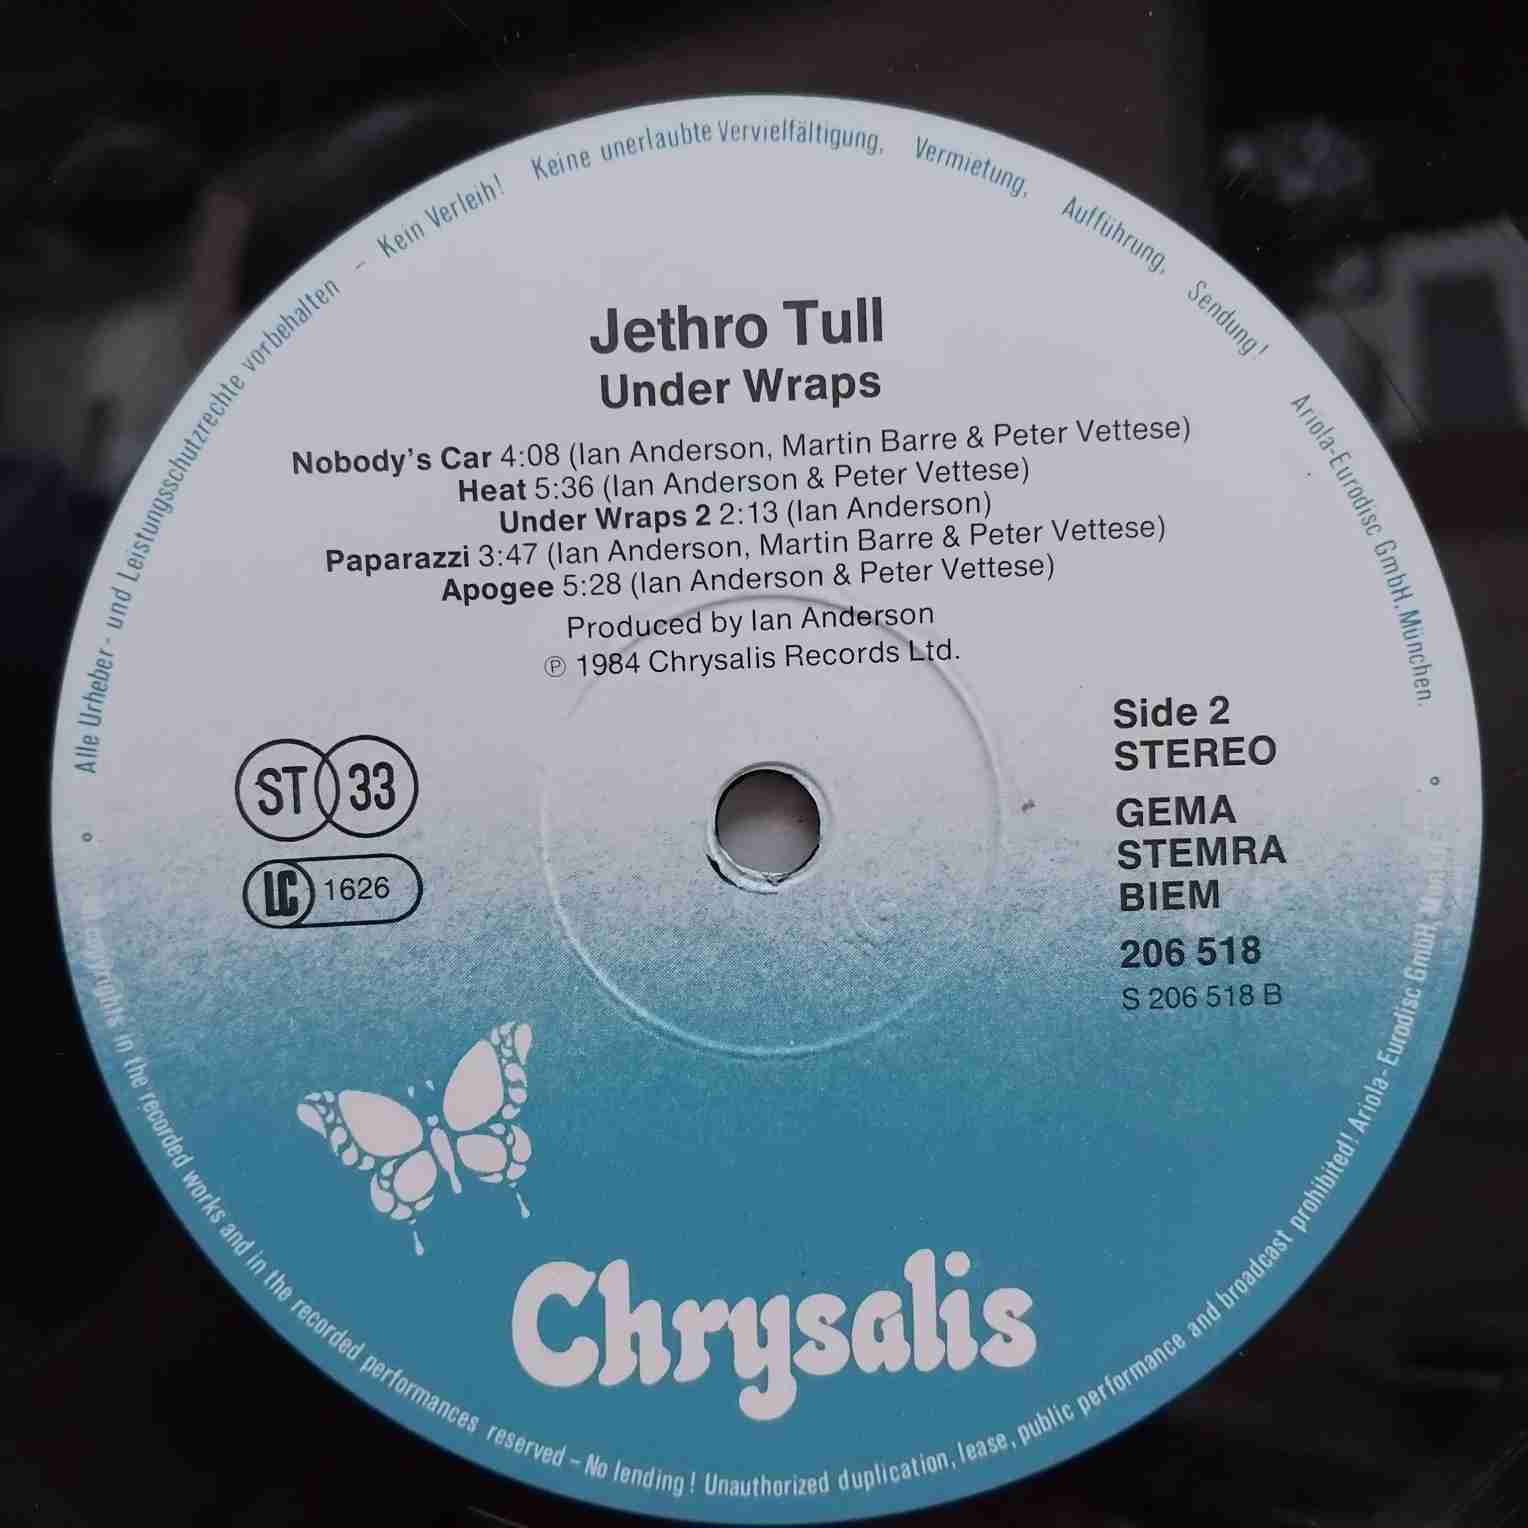 Alle Urheber- und Leistungsschutzrechte vorbehalten – Kein Verleih! Keine unerlaubte Vervielfältigung, Vermietung, Aufführung, Sendung! Ariola-Eurodisc GmbH, München.
Jethro Tull
Under Wraps
Nobody's Car 4:08 (Ian Anderson, Martin Barre & Peter Vettese)
Heat 5:36 (Ian Anderson & Peter Vettese)
Under Wraps 2 2:13 (Ian Anderson)
Paparazzi 3:47 (Ian Anderson, Martin Barre & Peter Vettese)
Apogee 5:28 (Ian Anderson & Peter Vettese)
Produced by Ian Anderson
℗ 1984 Chrysalis Records Ltd.
ST 33
LC 1626
Side 2
STEREO
GEMA
STEMRA
BIEM
206 518
S 206 518 B
Chrysalis
in the recorded works and in the recorded performances reserved – No lending! Unauthorized duplication, lease, public performance and broadcast prohibited! Ariola-Eurodisc GmbH,